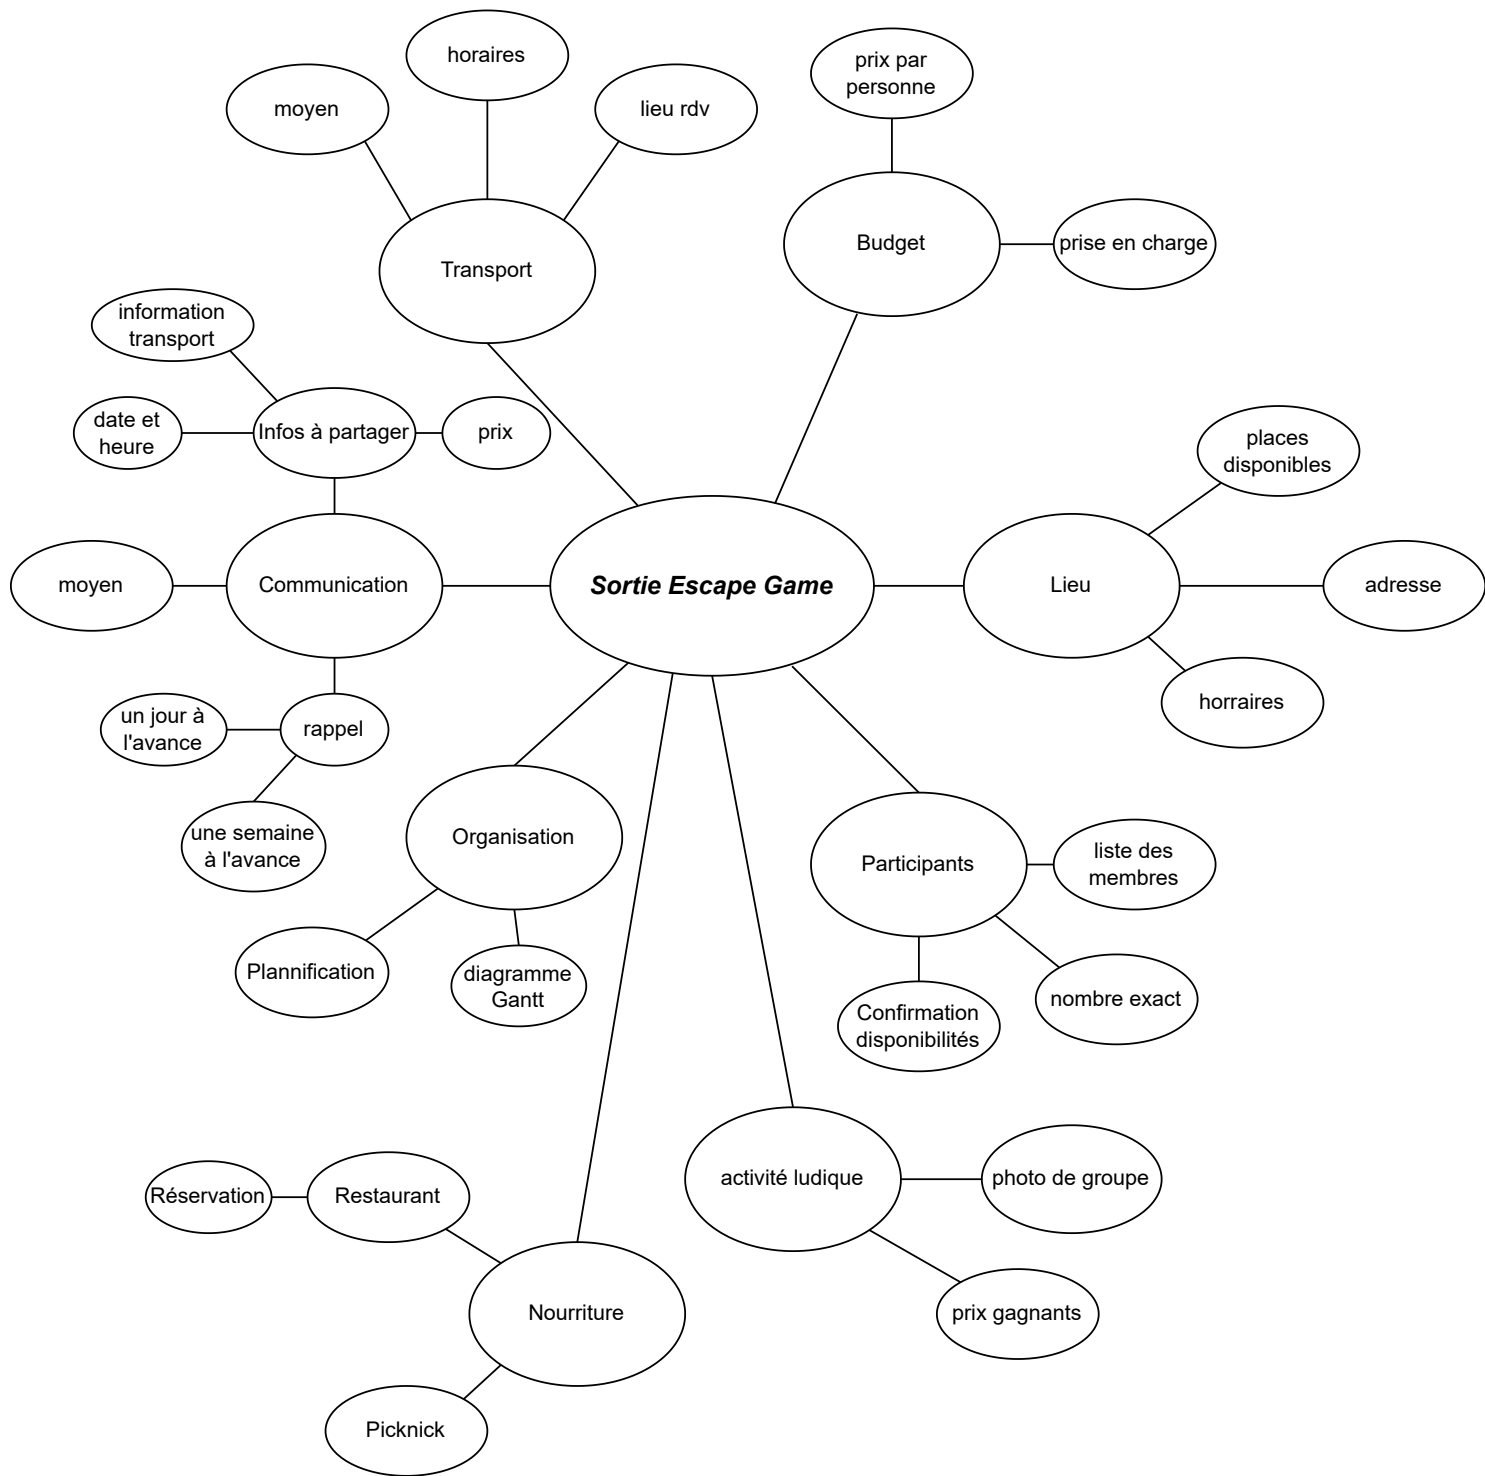 horaires
moyen
lieu rdv
Transport
prix par
personne
Budget
prise en charge
information
transport
date et
heure
Infos à partager
prix
moyen
Communication
Sortie Escape Game
rappel
un jour à
l'avance
une semaine
à l'avance
places
disponibles
Lieu
adresse
horraires
Organisation
Plannification
diagramme
Gantt
Participants
liste des
membres
nombre exact
Confirmation
disponibilités
Réservation
Restaurant
Nourriture
Picknick
activité ludique
photo de groupe
prix gagnants